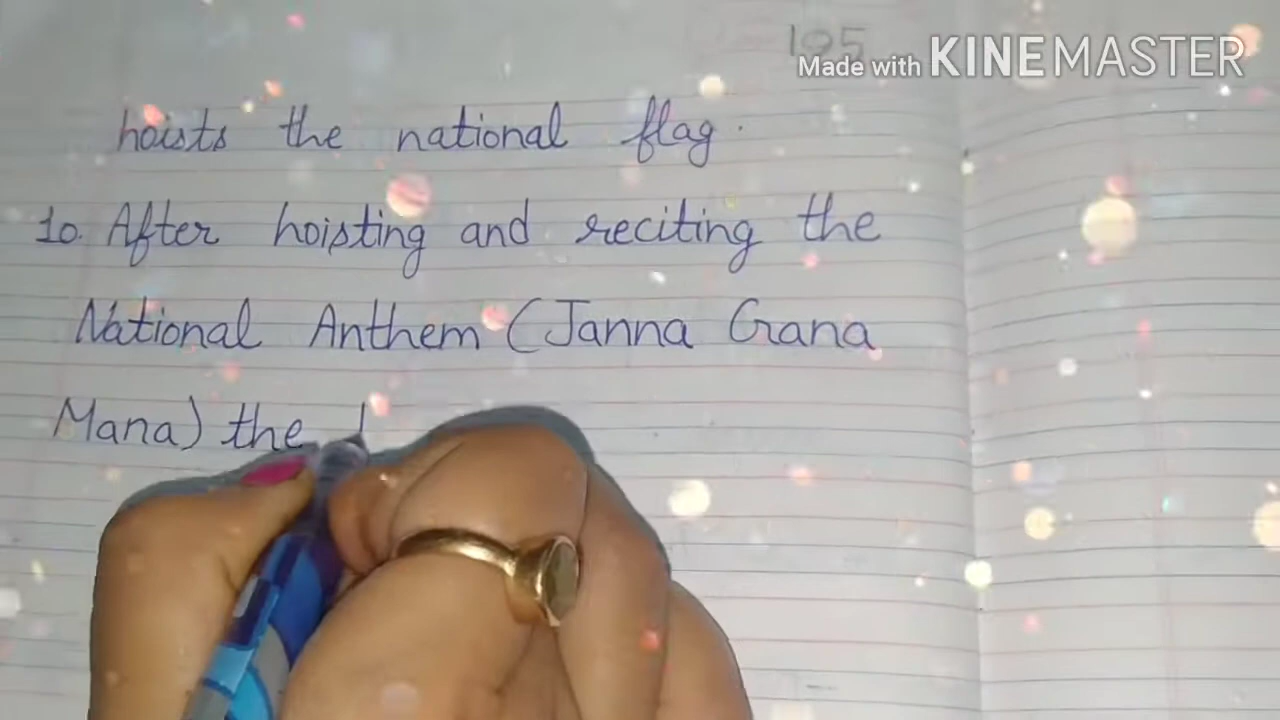 195
Made with KINEMASTER
hoists the national flag.
10. After hoisting and reciting the
National Anthem (Janna Grana
Mana) the